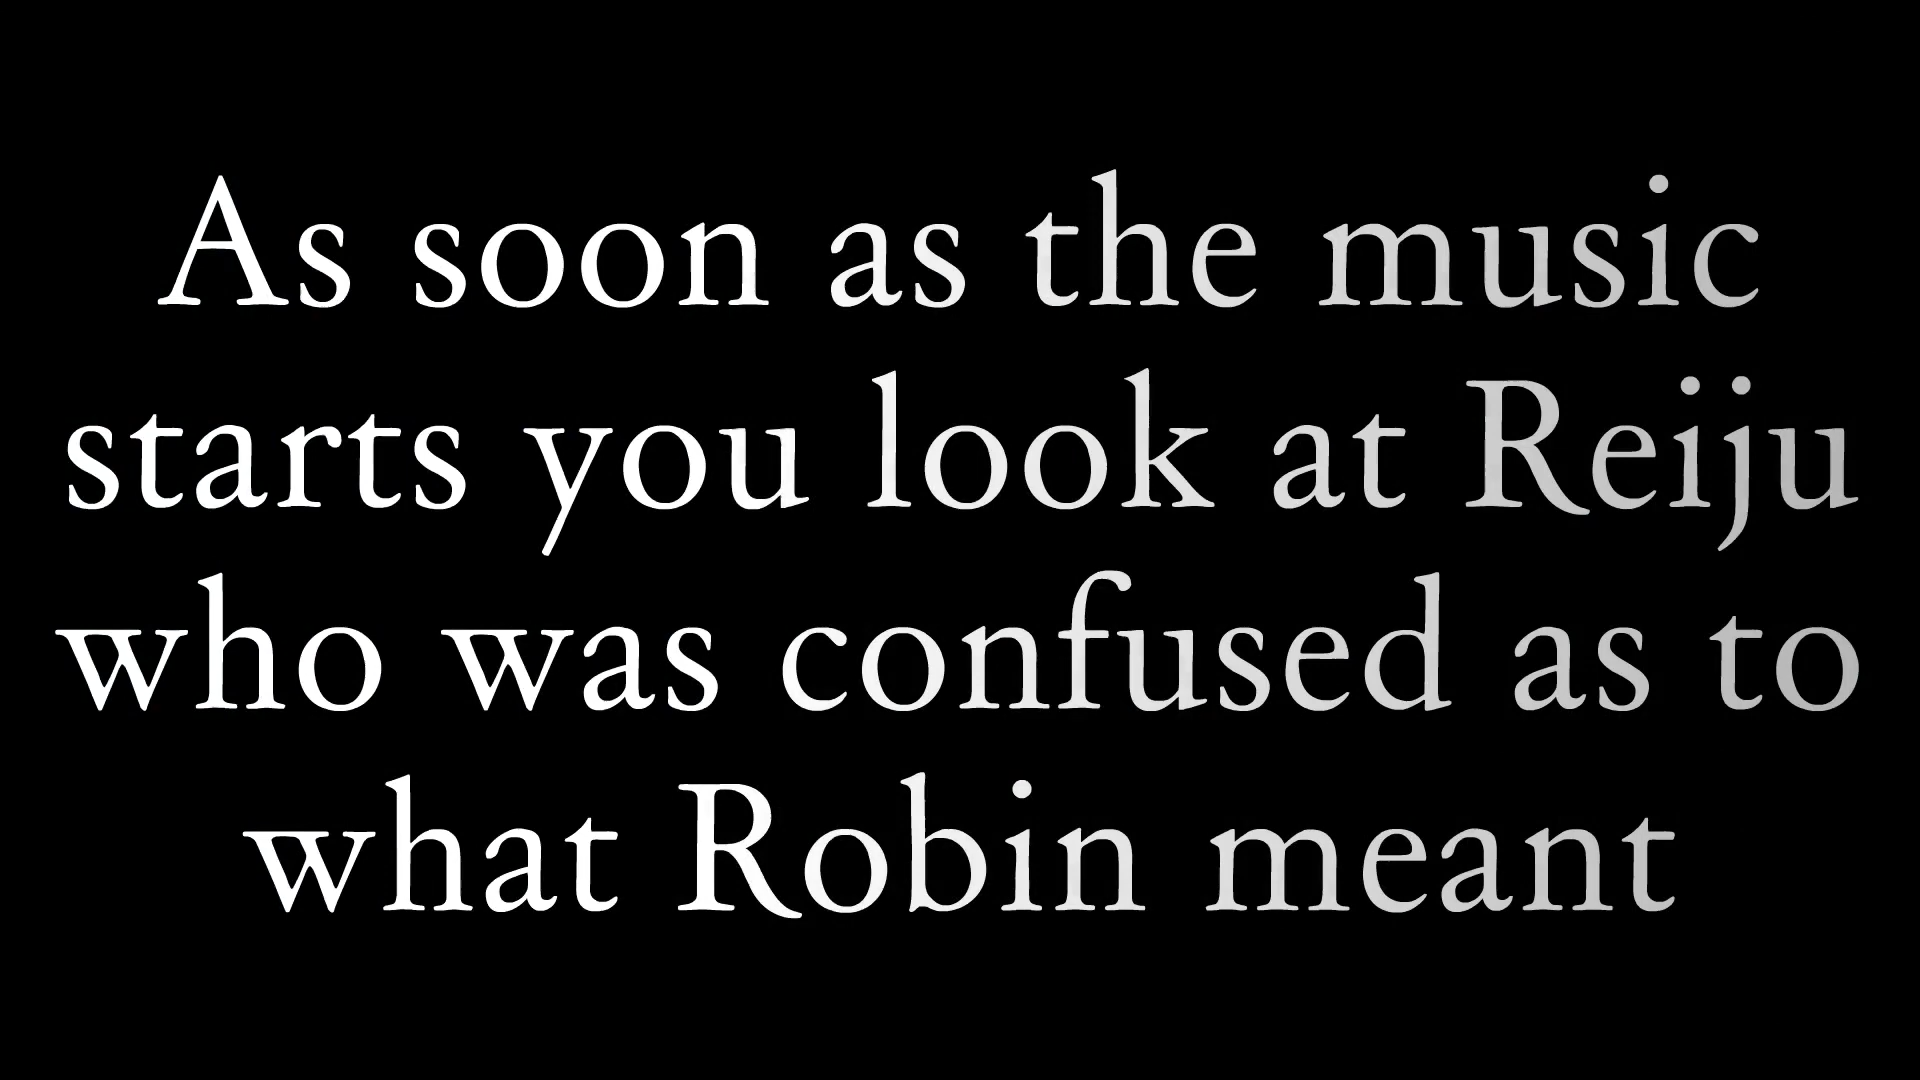 As soon as the music
starts you look at Reiju
who was confused as to
what Robin meant